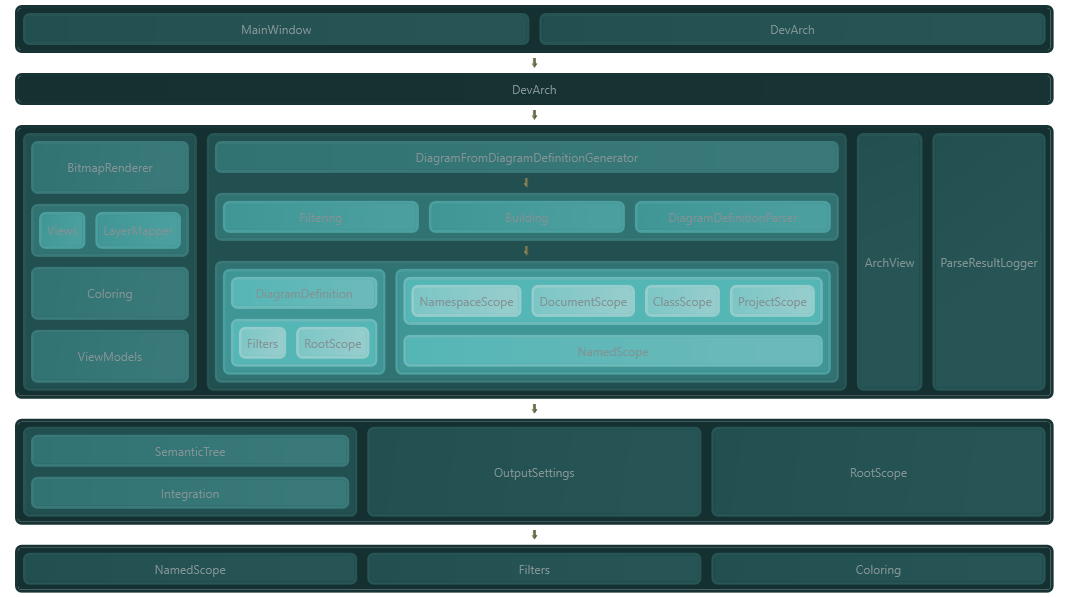 MainWindow
DevArch
DevArch
BitmapRenderer
Views
LayerMapper
Coloring
ViewModels
DiagramFromDiagramDefinitionGenerator
Filtering
Building
DiagramDefinitionParser
DiagramDefinition
Filters
RootScope
NamespaceScope
DocumentScope
ClassScope
ProjectScope
NamedScope
ArchView
ParseResultLogger
SemanticTree
Integration
OutputSettings
RootScope
NamedScope
Filters
Coloring